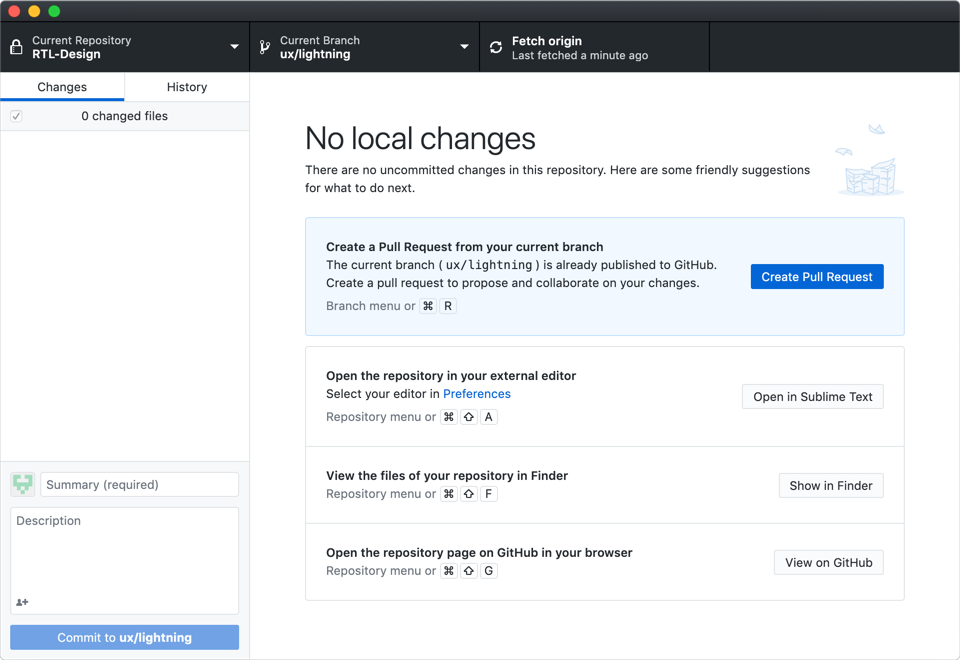 Current Repository
RTL-Design
Current Branch
ux/lightning
Fetch origin
Last fetched a minute ago
Changes
History
0 changed files
No local changes
There are no uncommitted changes in this repository. Here are some friendly suggestions
for what to do next.
Create a Pull Request from your current branch
The current branch ( ux/lightning ) is already published to GitHub.
Create a pull request to propose and collaborate on your changes.
Branch menu or ⌘ R
Create Pull Request
Open the repository in your external editor
Select your editor in Preferences
Repository menu or ⌘ ⇧ A
Open in Sublime Text
View the files of your repository in Finder
Repository menu or ⌘ ⇧ F
Show in Finder
Open the repository page on GitHub in your browser
Repository menu or ⌘ ⇧ G
View on GitHub
Summary (required)
Description
Commit to ux/lightning